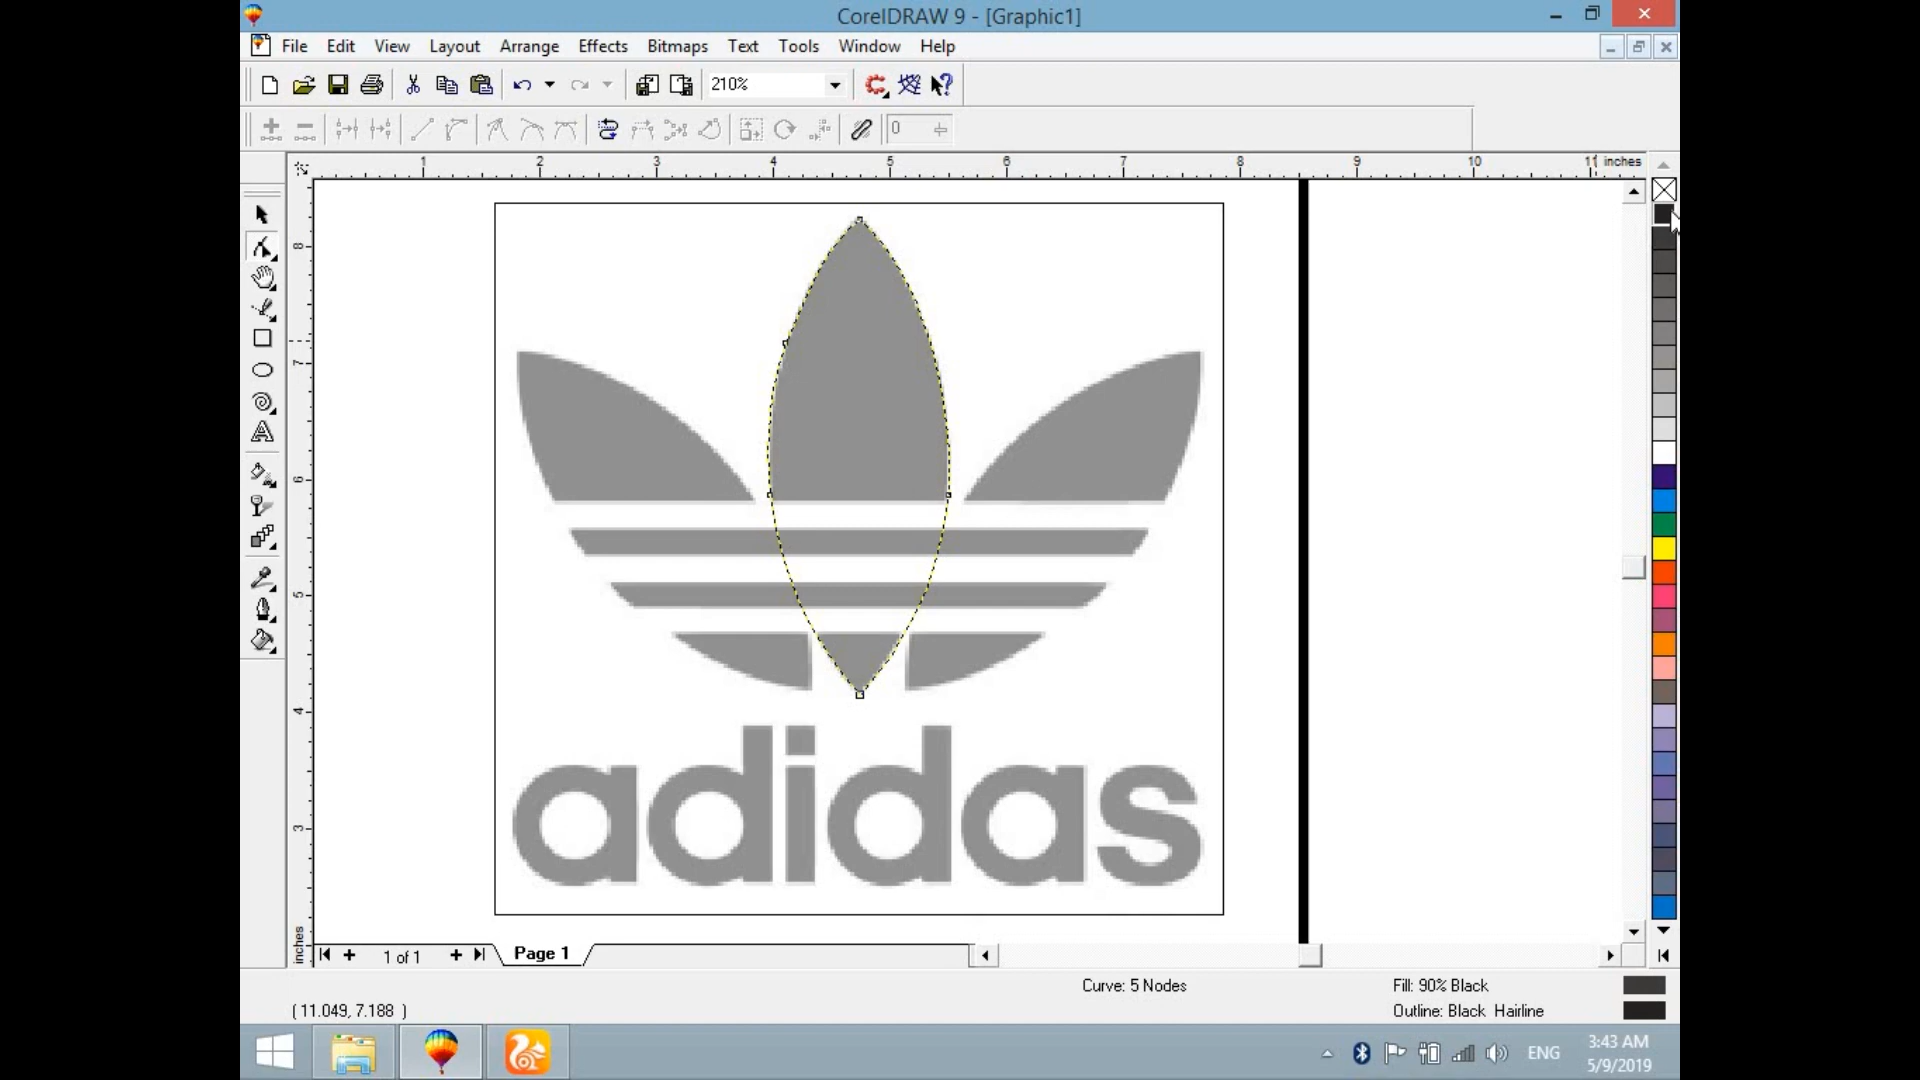 CorelDRAW 9 - [Graphic1]
File Edit View Layout Arrange Effects Bitmaps Text Tools Window Help
210%
0
1 2 3 4 5 6 7 8 9 10 11 inches
8
7
6
5
4
3
inches
adidas
1 of 1
Page 1
Curve: 5 Nodes
Fill: 90% Black
( 11.049, 7.188 )
Outline: Black Hairline
ENG
3:43 AM
5/9/2019